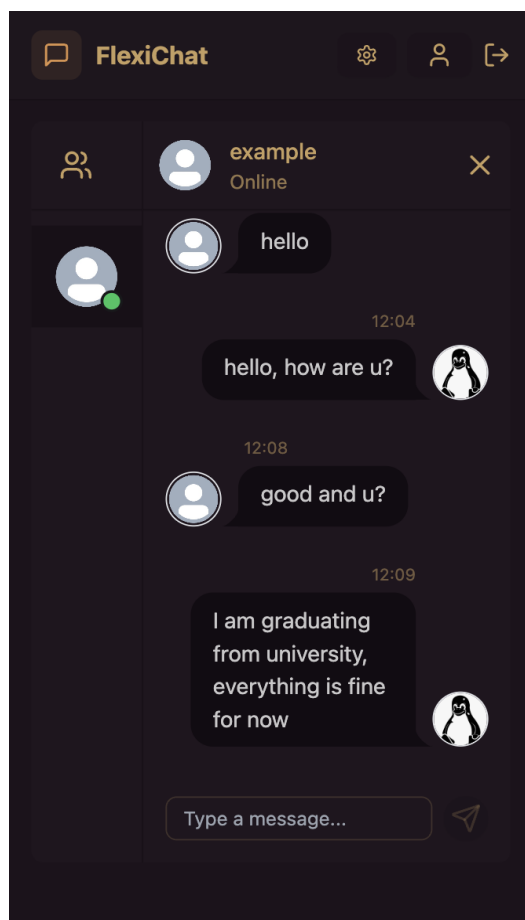 FlexiChat
example
Online
hello
12:04
hello, how are u?
12:08
good and u?
12:09
I am graduating
from university,
everything is fine
for now
Type a message...